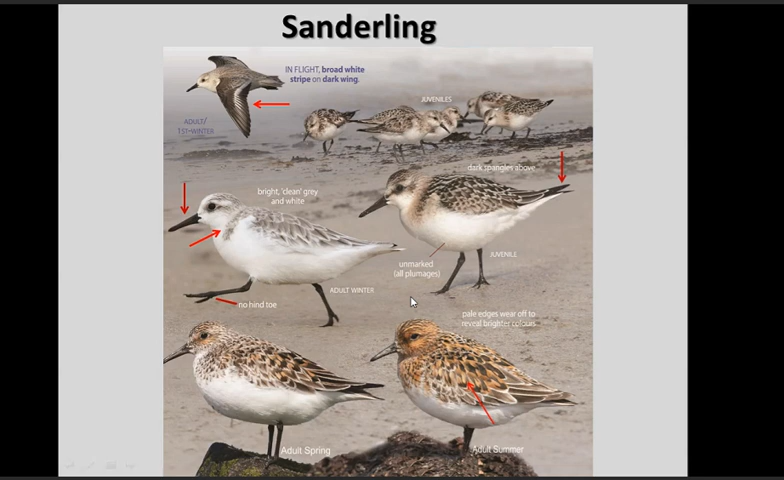 Sanderling
IN FLIGHT, broad white
stripe on dark wing.
JUVENILES
ADULT/
1ST-WINTER
dark spangles above
bright, 'clean' grey
and white
unmarked
(all plumages)
JUVENILE
ADULT WINTER
no hind toe
pale edges wear off to
reveal brighter colours
Adult Spring
Adult Summer